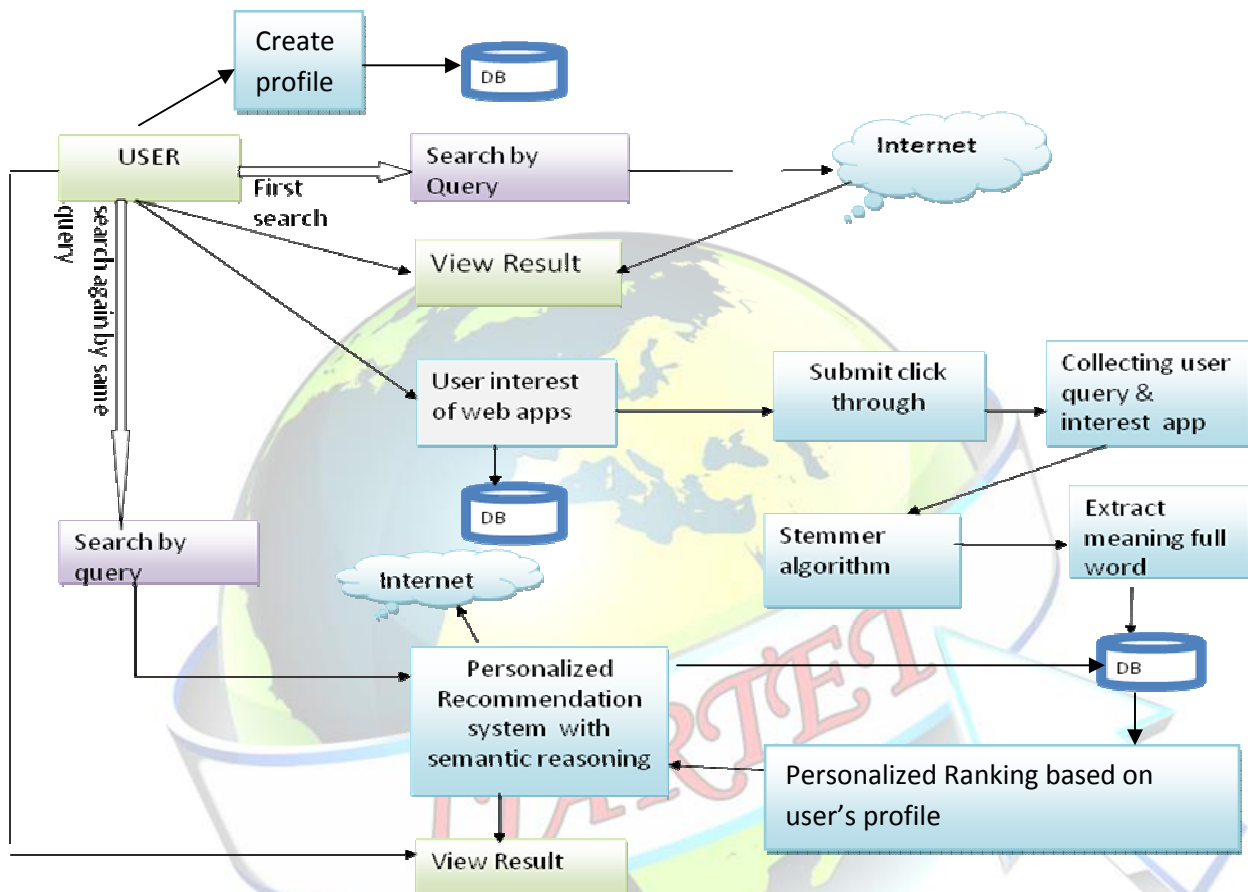 Create
profile
DB
USER
Search by
Query
Internet
First
search
search again by same
query
View Result
User interest
of web apps
Submit click
through
Collecting user
query &
interest app
DB
Search by
query
Stemmer
algorithm
Extract
meaning full
word
Internet
Personalized
Recommendation
system with
semantic reasoning
DB
Personalized Ranking based on
user's profile
View Result